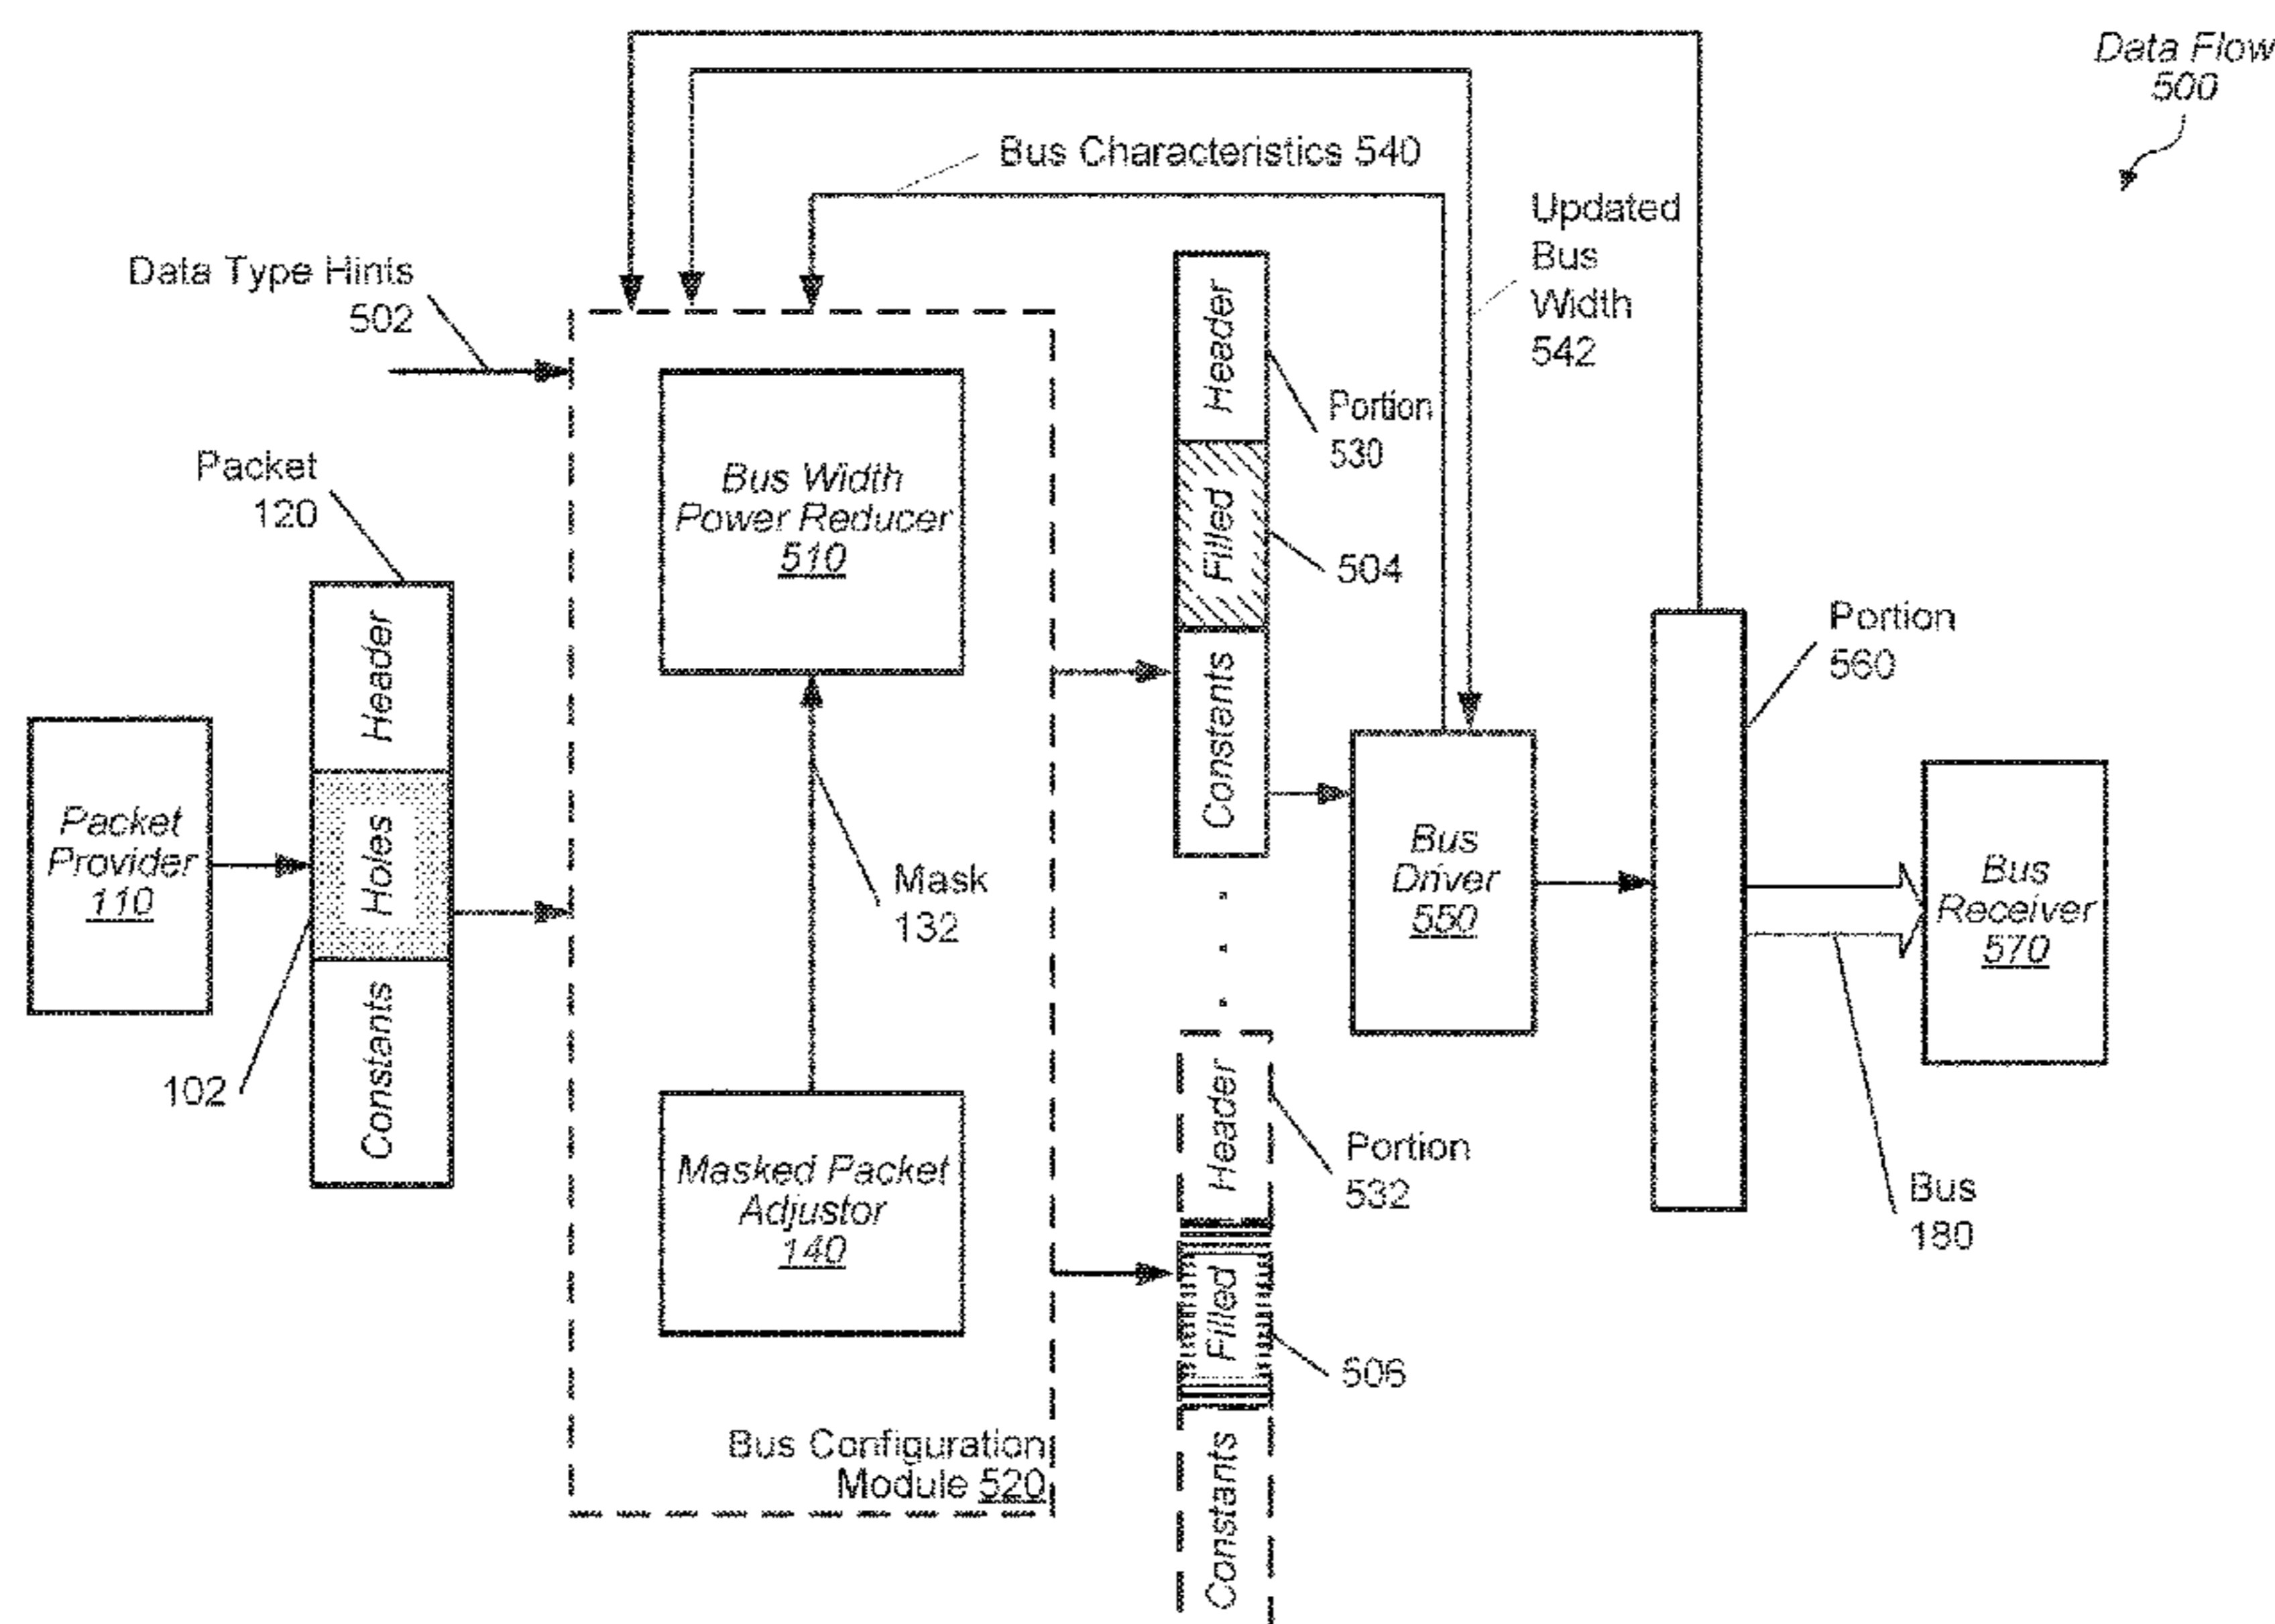 Data Flow
500
Bus Characteristics 540
Updated
Bus
Width
542
Data Type Hints
502
Header
Portion
530
Bus Width
Power Reducer
510
Filled
504
Packet
120
Header
Constants
Portion
560
Packet
Provider
110
Holes
Mask
132
Bus
Driver
550
Bus
Receiver
570
102
Constants
Masked Packet
Adjustor
140
Header
Portion
532
Bus
180
Filled
506
Bus Configuration
Module 520
Constants